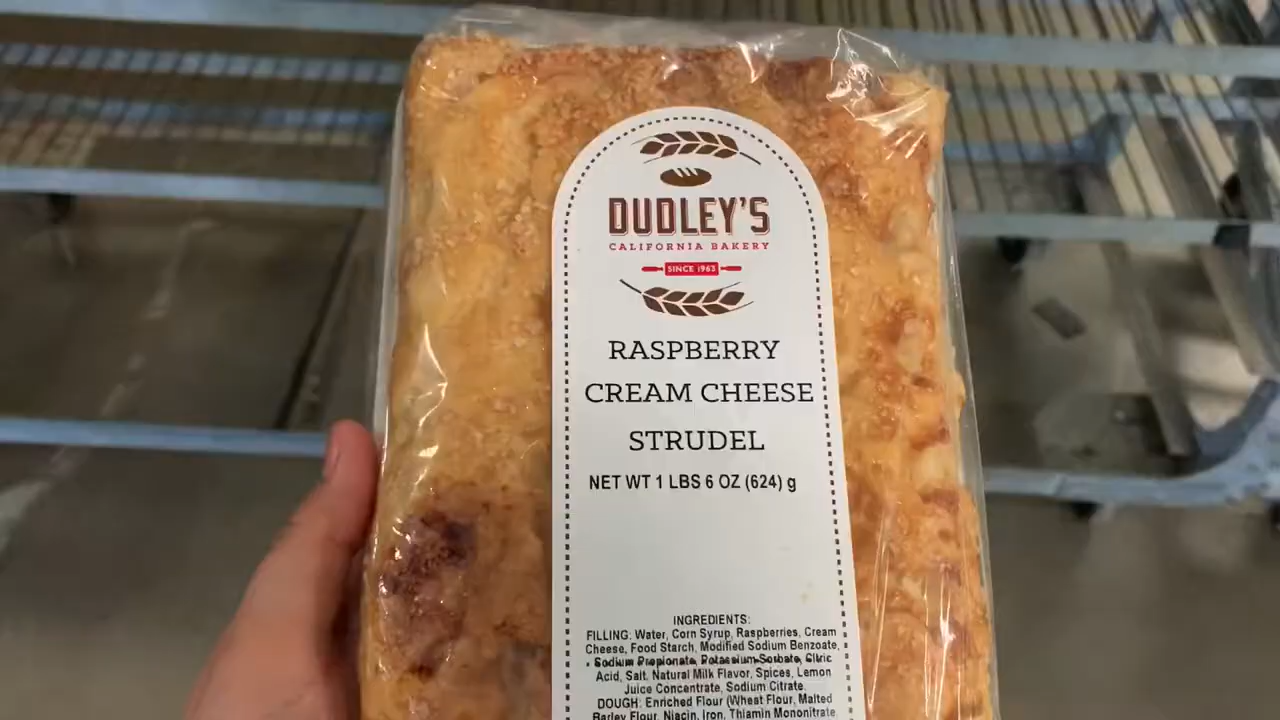 DUDLEY'S
CALIFORNIA BAKERY
SINCE 1963
RASPBERRY
CREAM CHEESE
STRUDEL
NET WT 1 LBS 6 OZ (624) g
INGREDIENTS:
FILLING: Water, Corn Syrup, Raspberries, Cream
Cheese, Food Starch, Modified Sodium Benzoate,
Sodium Propionate, Potassium Sorbate, Citric
Acid, Salt. Natural Milk Flavor, Spices, Lemon
Juice Concentrate, Sodium Citrate.
DOUGH: Enriched Flour (Wheat Flour, Malted
Barley Flour, Niacin, Iron, Thiamin Mononitrate